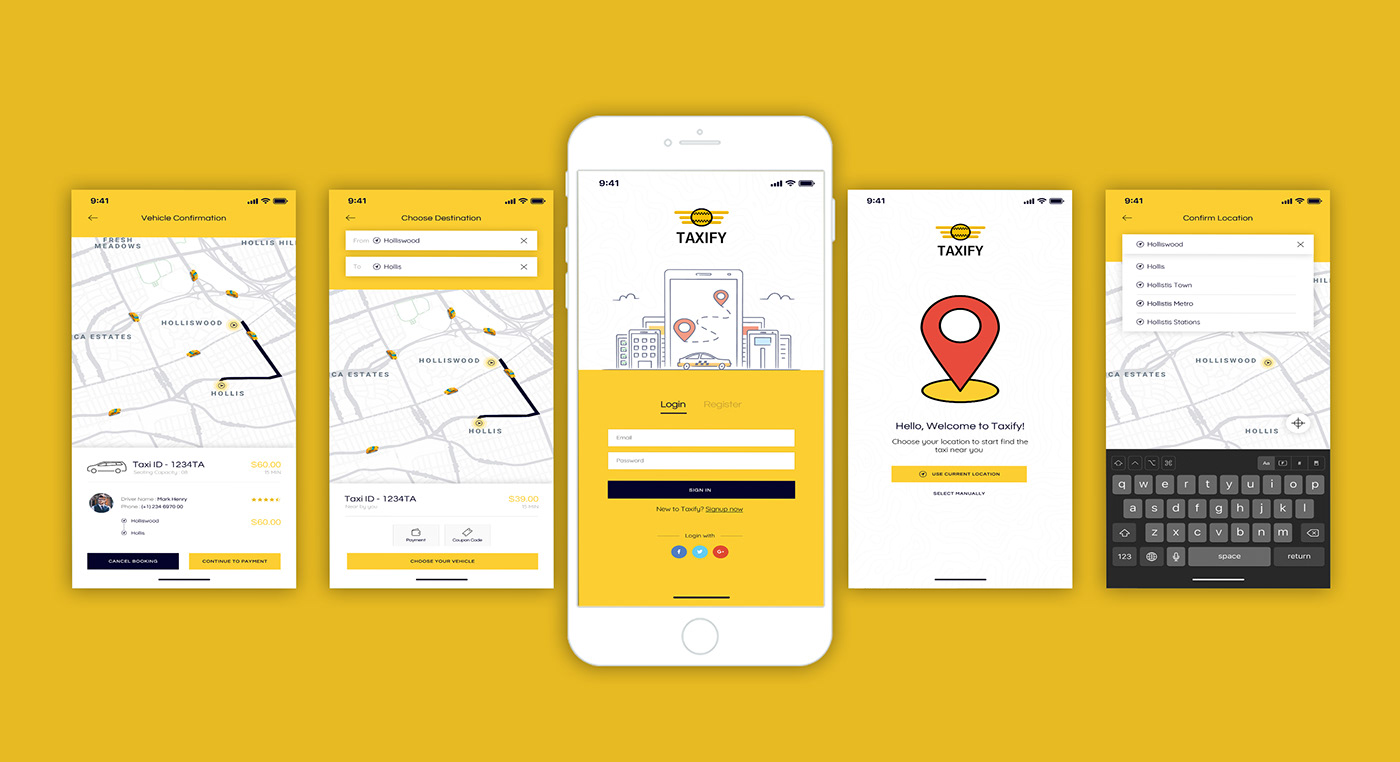 9:41
Vehicle Confirmation
FRESH
MEADOWS
HOLLIS HIL
HOLLISWOOD
CA ESTATES
HOLLIS
Taxi ID - 1234TA
$60.00
15 MIN
Driver name : Mark Henry
Phone : (+1) 234 6970 00
Holliswood
$60.00
Hollis
CANCEL BOOKING
CONTINUE TO PAYMENT
9:41
Choose Destination
From
Holliswood
To
Hollis
HOLLISWOOD
CA ESTATES
HOLLIS
Taxi ID - 1234TA
$39.00
Near by you
15 MIN
Payment
Coupon Code
CHOOSE YOUR VEHICLE
9:41
TAXIFY
Login
Register
Email
Password
SIGN IN
New to Taxify? Signup now
Login with
f
G+
9:41
TAXIFY
Hello, Welcome to Taxify!
Choose your location to start find the
taxi near you
USE CURRENT LOCATION
SELECT MANUALLY
9:41
Confirm Location
Holliswood
Hollis
Hollistis Town
Hollistis Metro
Hollistis Stations
HILL
HOLLISWOOD
CA ESTATES
HOLLIS
Aa #
q w e r t y u i o p
a s d f g h j k l
z x c v b n m
123 space return